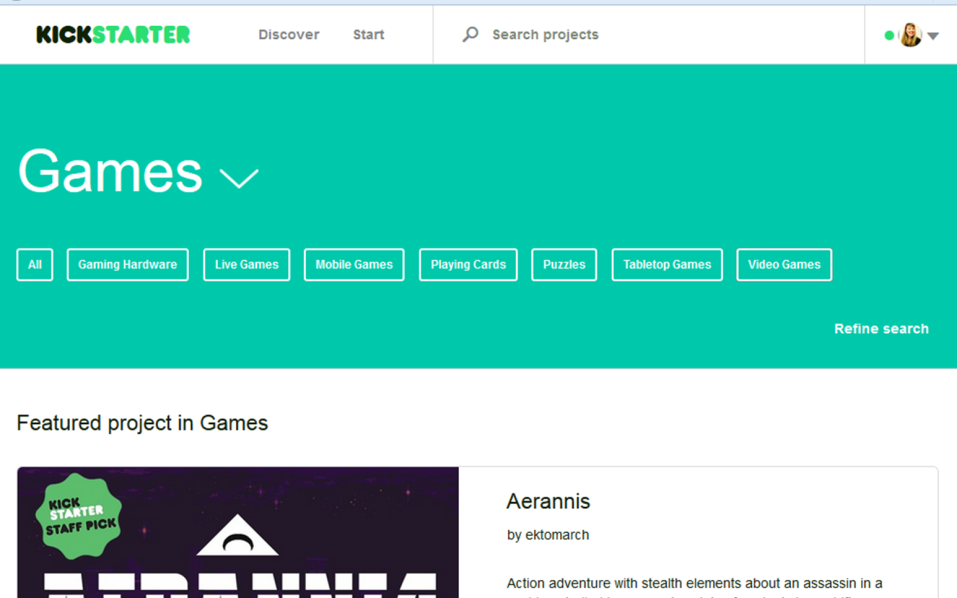 KICKSTARTER
Discover
Start
Search projects
Games
All
Gaming Hardware
Live Games
Mobile Games
Playing Cards
Puzzles
Tabletop Games
Video Games
Refine search
Featured project in Games
KICK
STARTER
STAFF PICK
AERANNIS
Aerannis
by ektomarch
Action adventure with stealth elements about an assassin in a